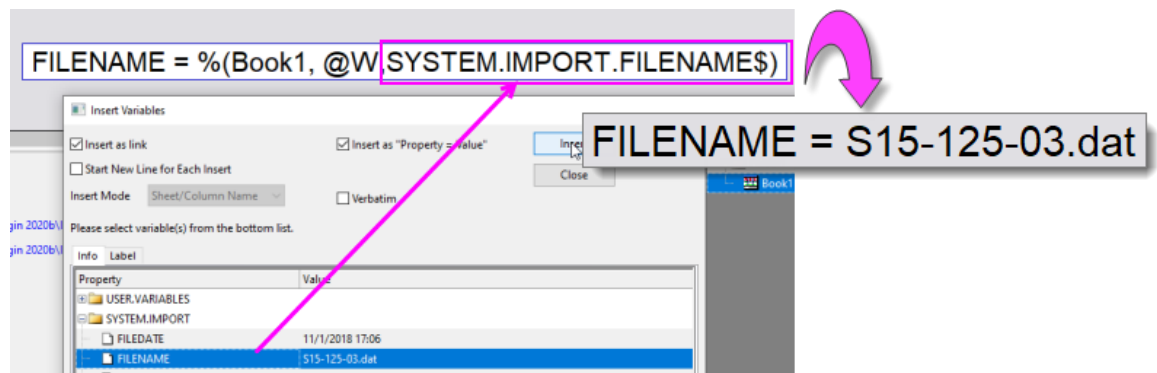 FILENAME = %(Book1, @W,SYSTEM.IMPORT.FILENAME$)
Insert Variables
Insert as link
Insert as "Property = Value"
FILENAME = S15-125-03.dat
Start New Line for Each Insert
Close
Book1
Insert Mode
Sheet/Column Name
Verbatim
gin 2020b\
Please select variable(s) from the bottom list.
gin 2020b\
Info
Label
Property
Value
USER.VARIABLES
SYSTEM.IMPORT
FILEDATE
11/1/2018 17:06
FILENAME
S15-125-03.dat